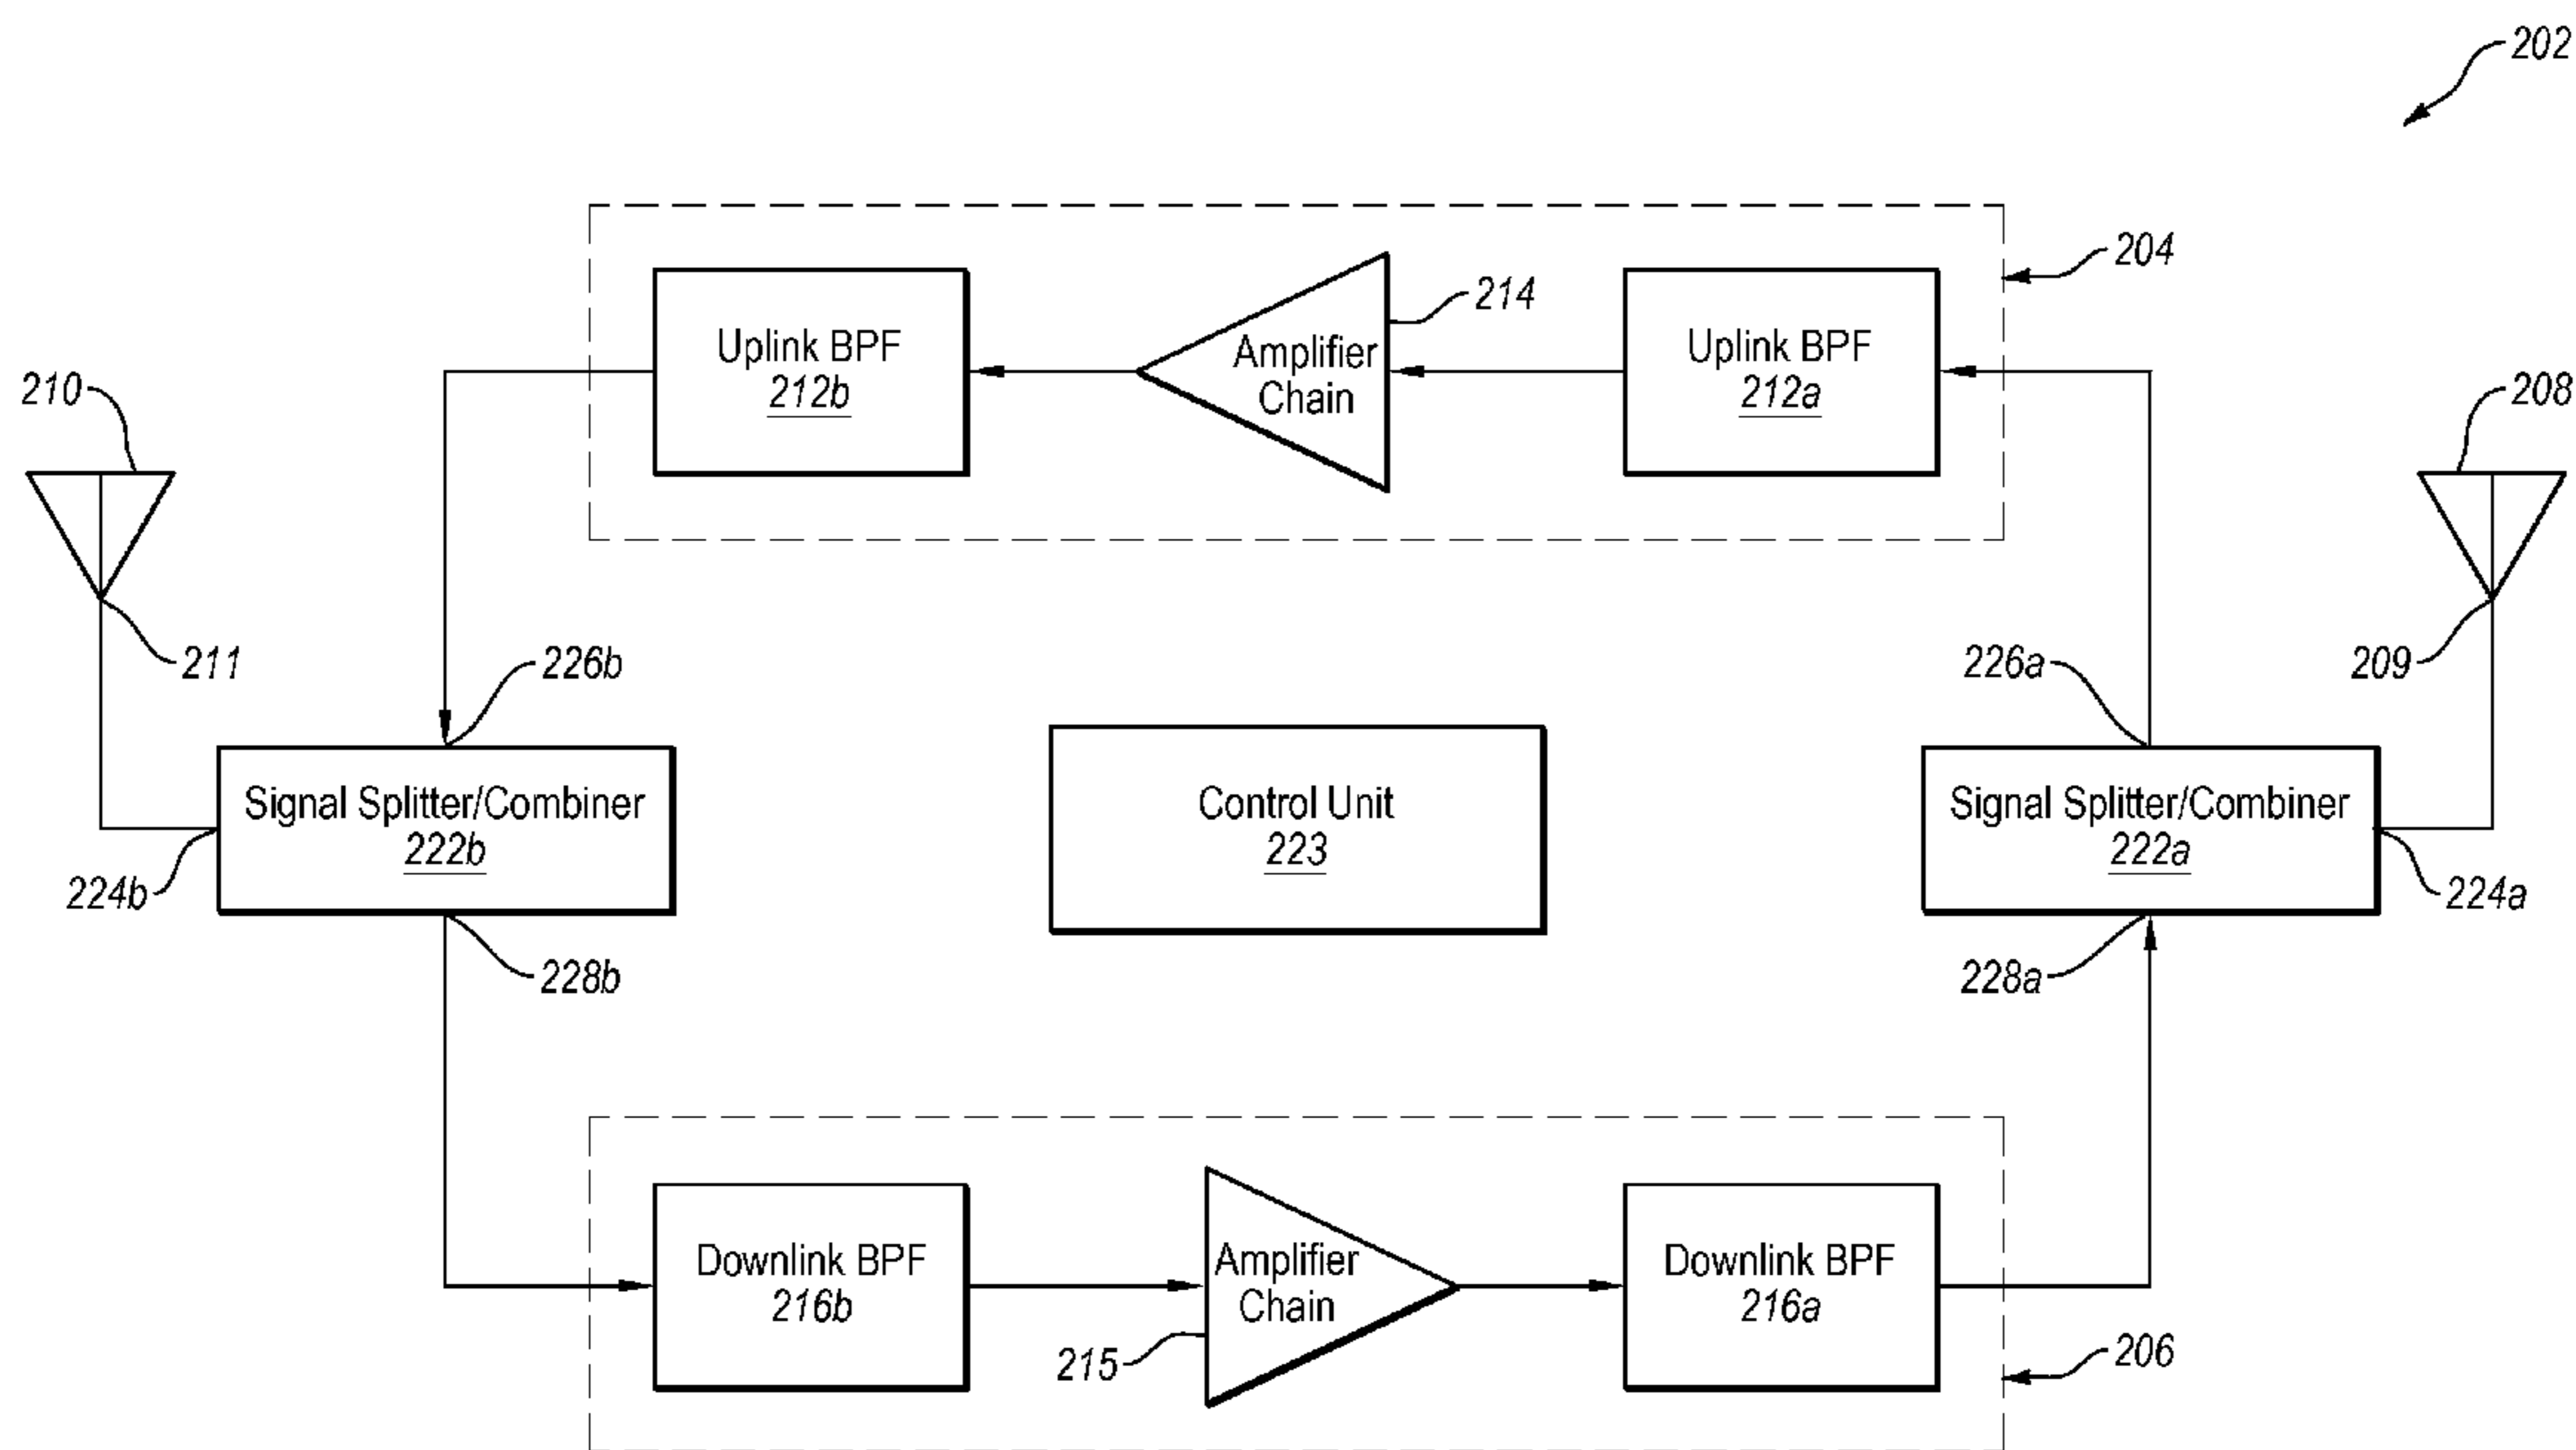 202
204
214
Uplink BPF
212b
Amplifier
Chain
Uplink BPF
212a
210
208
211
226b
226a
209
Signal Splitter/Combiner
222b
Control Unit
223
Signal Splitter/Combiner
222a
224b
224a
228b
228a
Downlink BPF
216b
Amplifier
Chain
Downlink BPF
216a
215
206